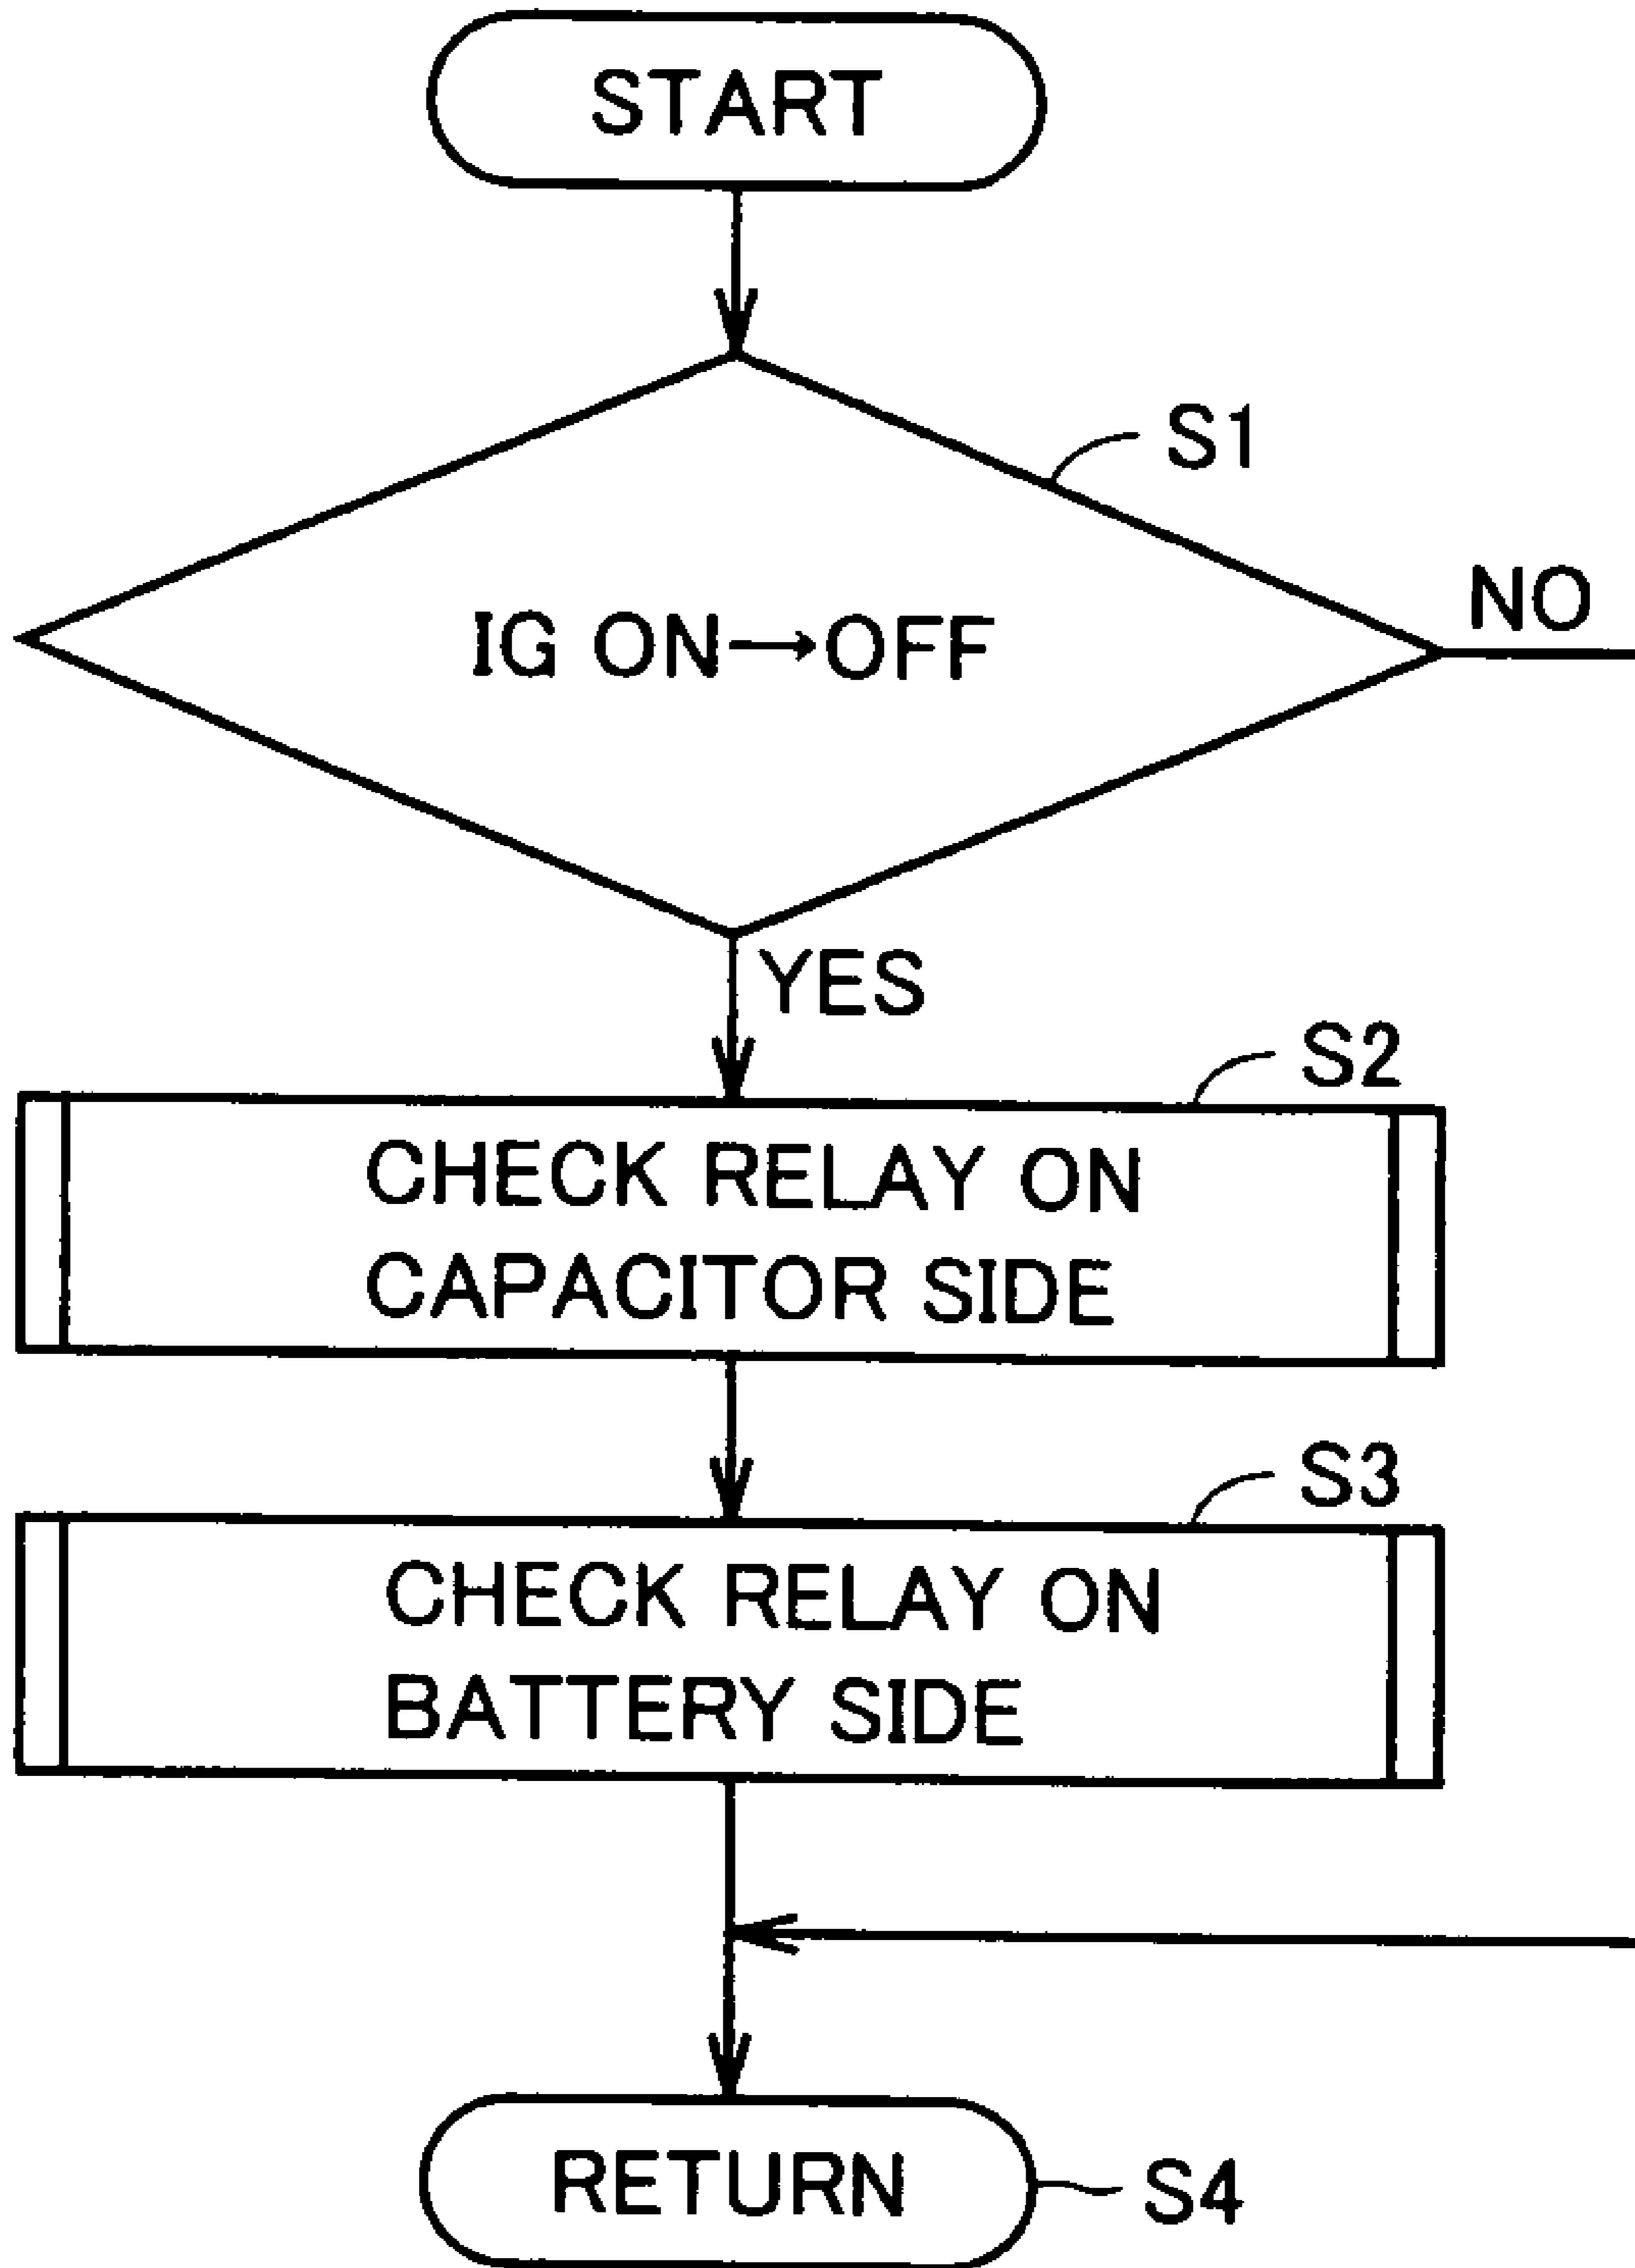 START
S1
NO
IG ON→OFF
YES
S2
CHECK RELAY ON
CAPACITOR SIDE
S3
CHECK RELAY ON
BATTERY SIDE
RETURN
S4